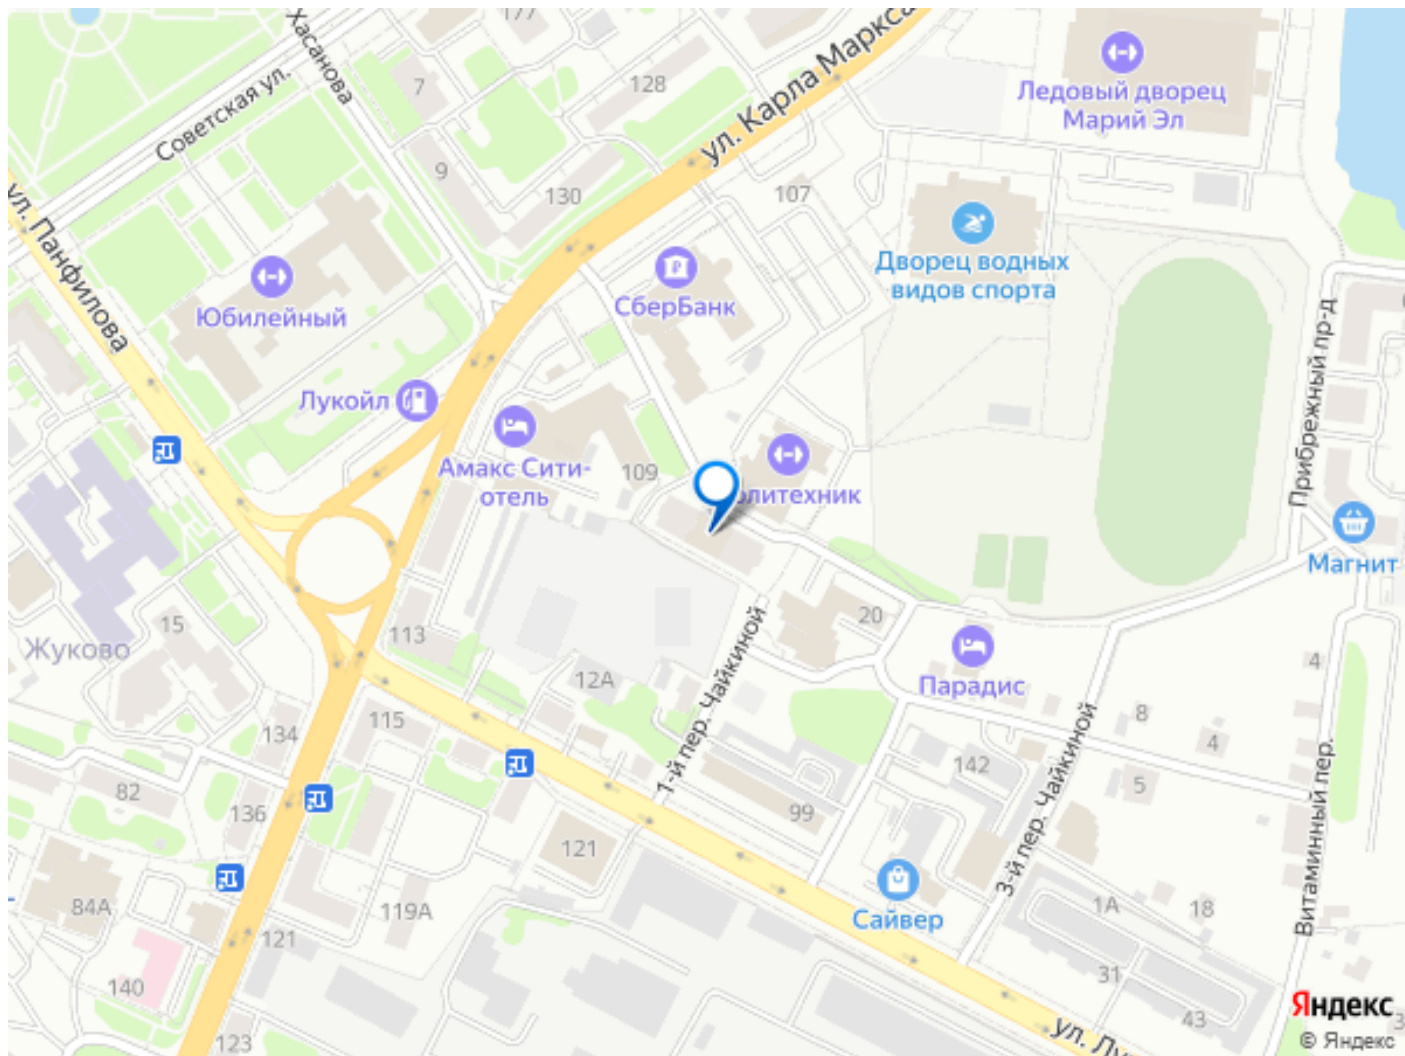 177
Хасанова
ул. Карла Маркса
7
128
Ледовый дворец
Марий Эл
Советская ул.
9
130
107
ул. Панфилова
Дворец водных
видов спорта
СберБанк
Юбилейный
Прибрежный пр-д
Лукойл
Амакс Сити-
отель
109
олитехник
Магнит
15
Жуково
113
20
1-й пер. Чайкиной
4
12А
Парадис
115
134
8
4
3-й пер. Чайкиной
142
5
82
136
99
Витаминный пер.
121
84А
119А
Сайвер
1А
18
121
140
31
43
123
ул. Лу
Яндекс
3
© Яндекс